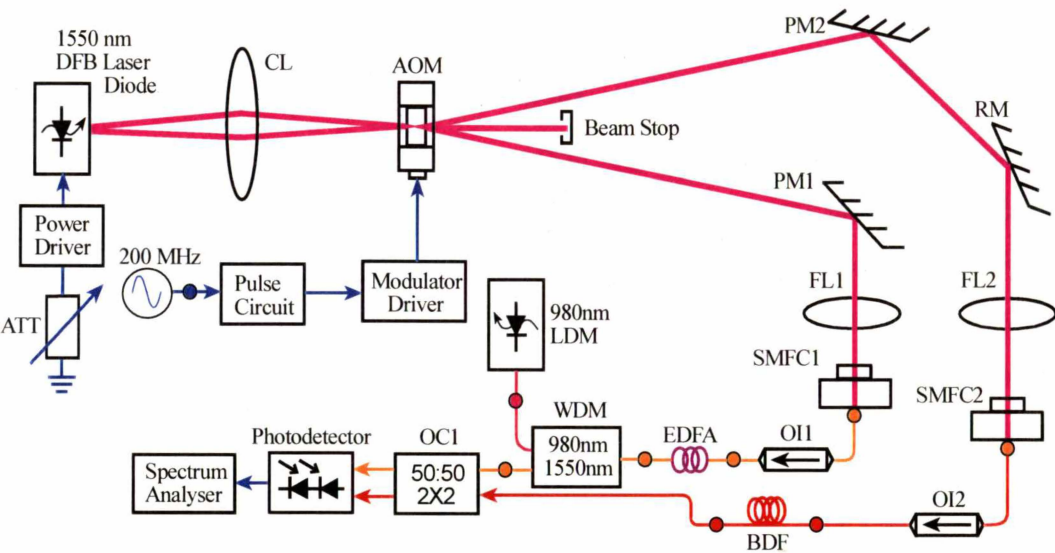 1550 nm
DFB Laser
Diode
CL
AOM
PM2
Beam Stop
RM
PM1
Power
Driver
200 MHz
Pulse
Circuit
Modulator
Driver
ATT
980nm
LDM
FL1
FL2
SMFC1
SMFC2
WDM
980nm
1550nm
EDFA
OI1
Photodetector
OC1
50:50
2X2
Spectrum
Analyser
BDF
OI2